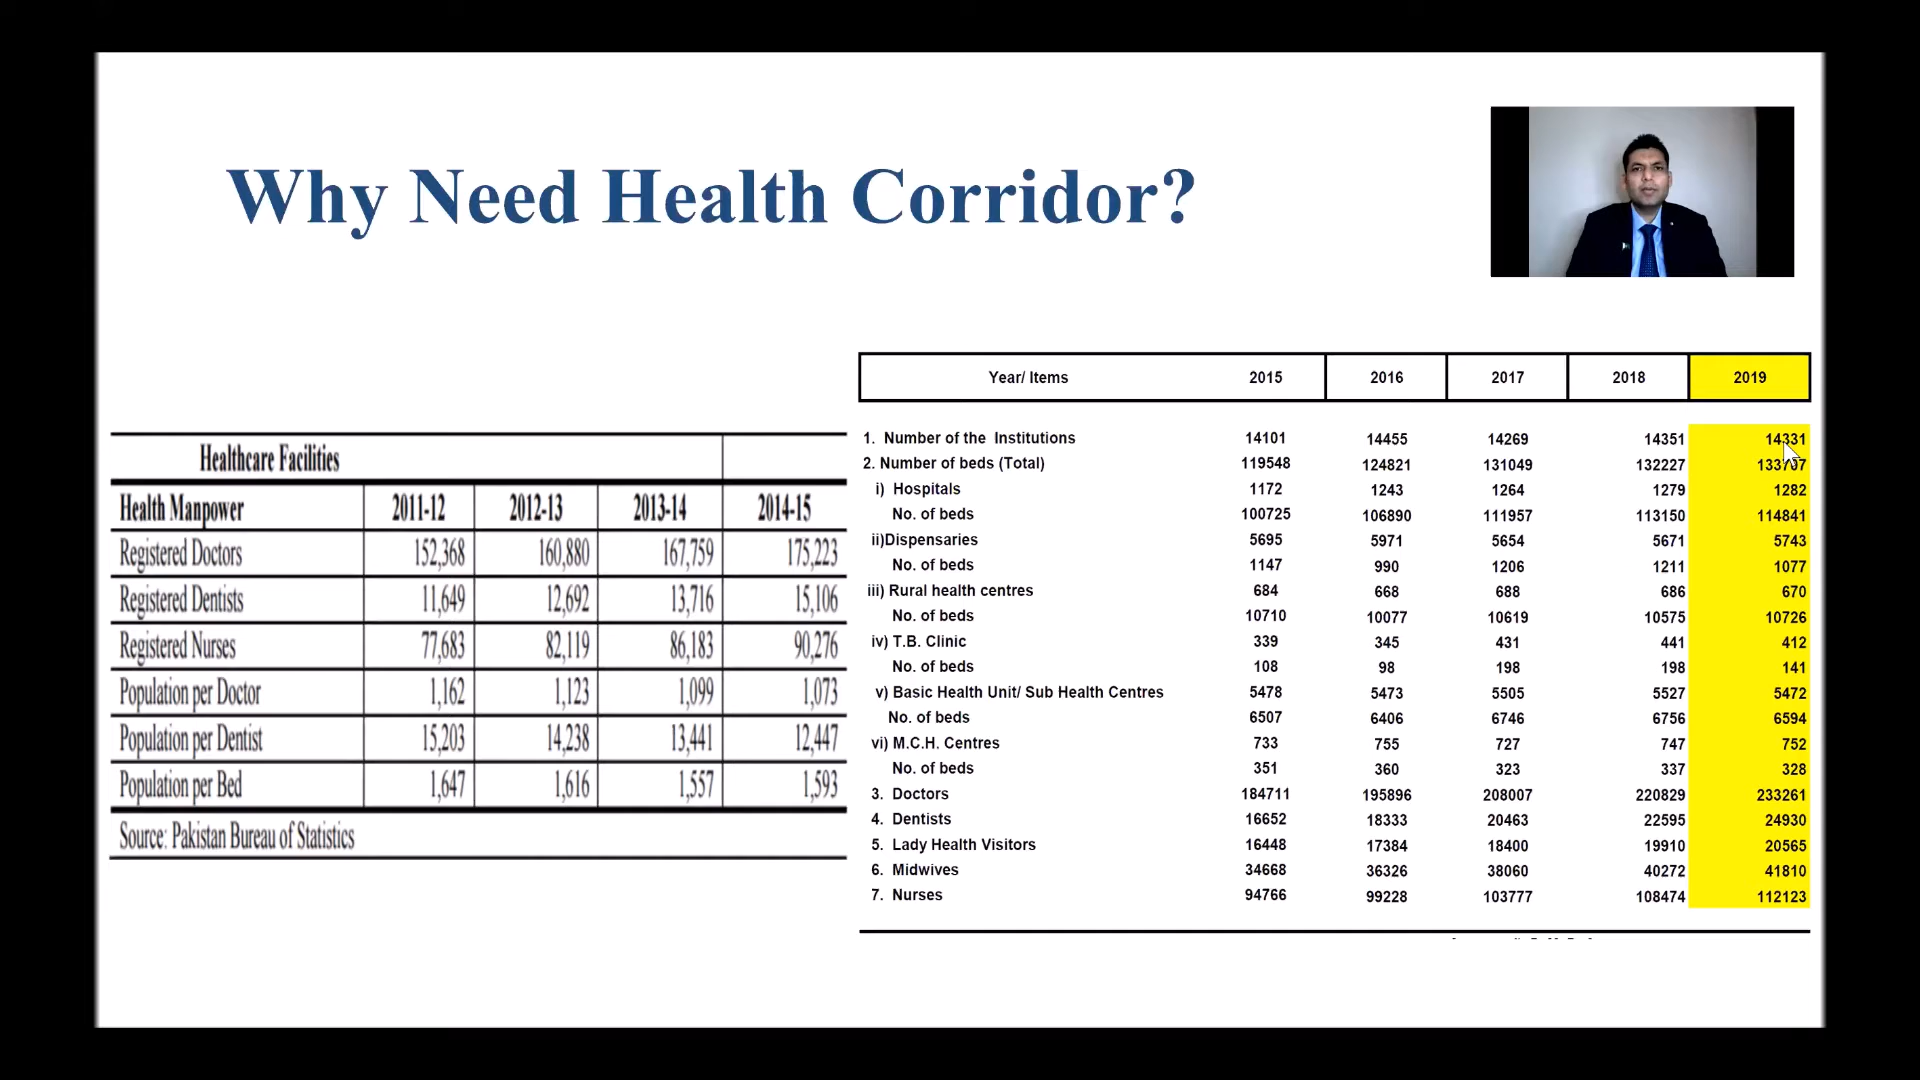 Why Need Health Corridor?
Healthcare Facilities
Health Manpower 2011-12 2012-13 2013-14 2014-15
Registered Doctors 152,368 160,880 167,759 175,223
Registered Dentists 11,649 12,692 13,716 15,106
Registered Nurses 77,683 82,119 86,183 90,276
Population per Doctor 1,162 1,123 1,099 1,073
Population per Dentist 15,203 14,238 13,441 12,447
Population per Bed 1,647 1,616 1,557 1,593
Source: Pakistan Bureau of Statistics
Year/ Items 2015 2016 2017 2018 2019
1. Number of the Institutions 14101 14455 14269 14351 14331
2. Number of beds (Total) 119548 124821 131049 132227 133707
i) Hospitals 1172 1243 1264 1279 1282
No. of beds 100725 106890 111957 113150 114841
ii)Dispensaries 5695 5971 5654 5671 5743
No. of beds 1147 990 1206 1211 1077
iii) Rural health centres 684 668 688 686 670
No. of beds 10710 10077 10619 10575 10726
iv) T.B. Clinic 339 345 431 441 412
No. of beds 108 98 198 198 141
v) Basic Health Unit/ Sub Health Centres 5478 5473 5505 5527 5472
No. of beds 6507 6406 6746 6756 6594
vi) M.C.H. Centres 733 755 727 747 752
No. of beds 351 360 323 337 328
3. Doctors 184711 195896 208007 220829 233261
4. Dentists 16652 18333 20463 22595 24930
5. Lady Health Visitors 16448 17384 18400 19910 20565
6. Midwives 34668 36326 38060 40272 41810
7. Nurses 94766 99228 103777 108474 112123